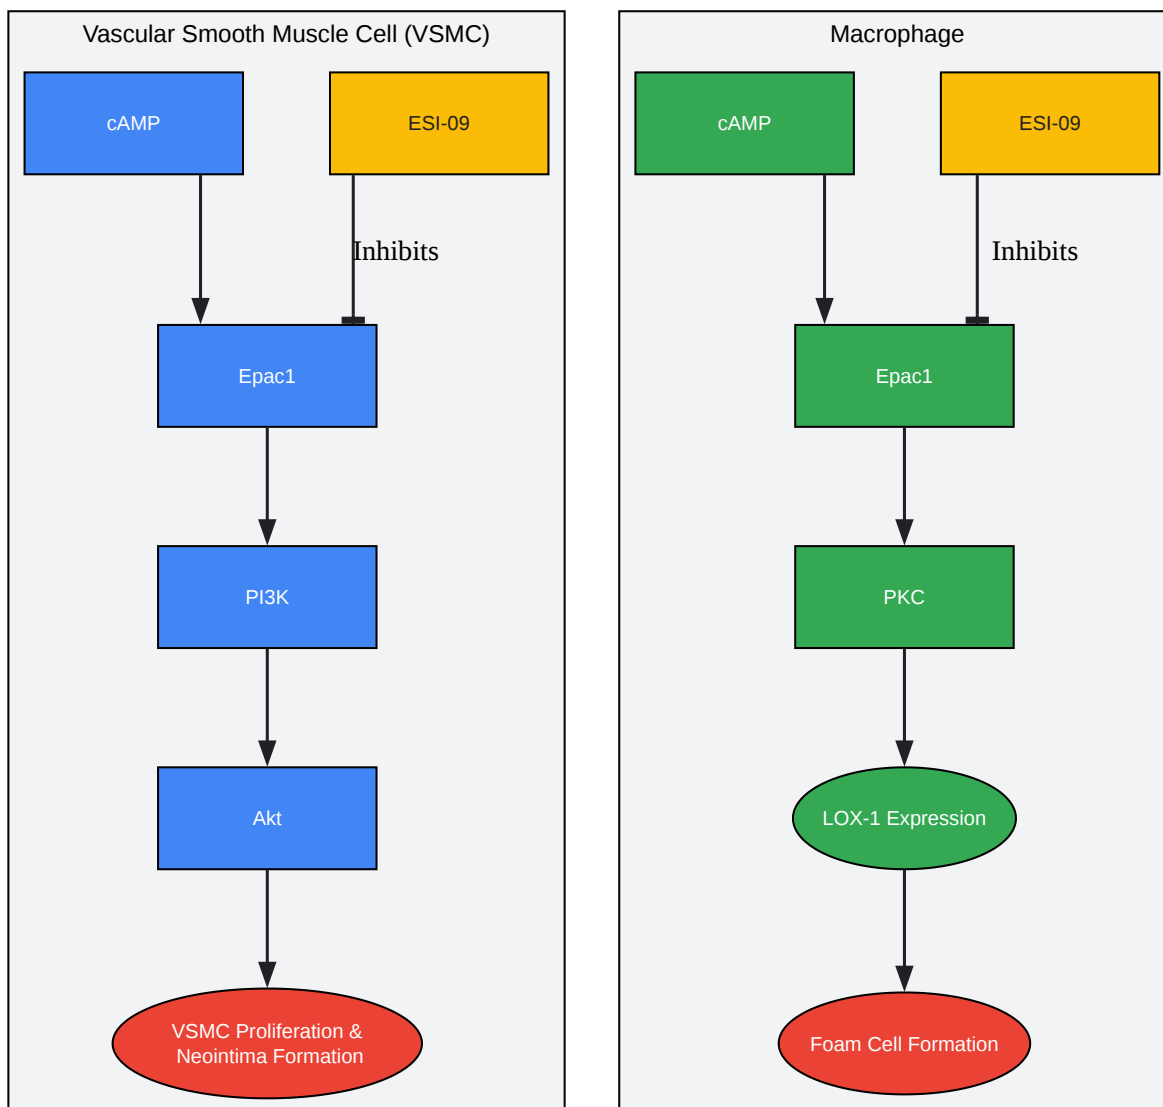 Vascular Smooth Muscle Cell (VSMC)
cAMP
ESI-09
Inhibits
Epac1
PI3K
Akt
VSMC Proliferation &
Neointima Formation
Macrophage
cAMP
ESI-09
Inhibits
Epac1
PKC
LOX-1 Expression
Foam Cell Formation